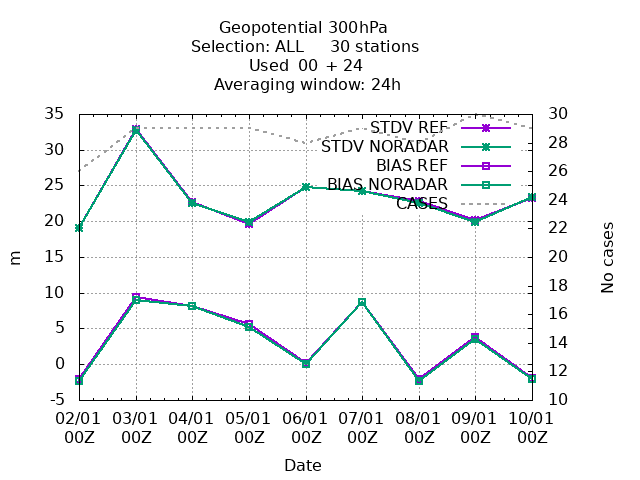 Geopotential 300hPa
Selection: ALL 30 stations
Used 00 + 24
Averaging window: 24h
35
30
25
20
15
10
5
0
-5
m
30
28
26
24
22
20
18
16
14
12
10
No cases
STDV REF
STDV NORADAR
BIAS REF
BIAS NORADAR
CASES
02/01 03/01 04/01 05/01 06/01 07/01 08/01 09/01 10/01
00Z 00Z 00Z 00Z 00Z 00Z 00Z 00Z 00Z
Date